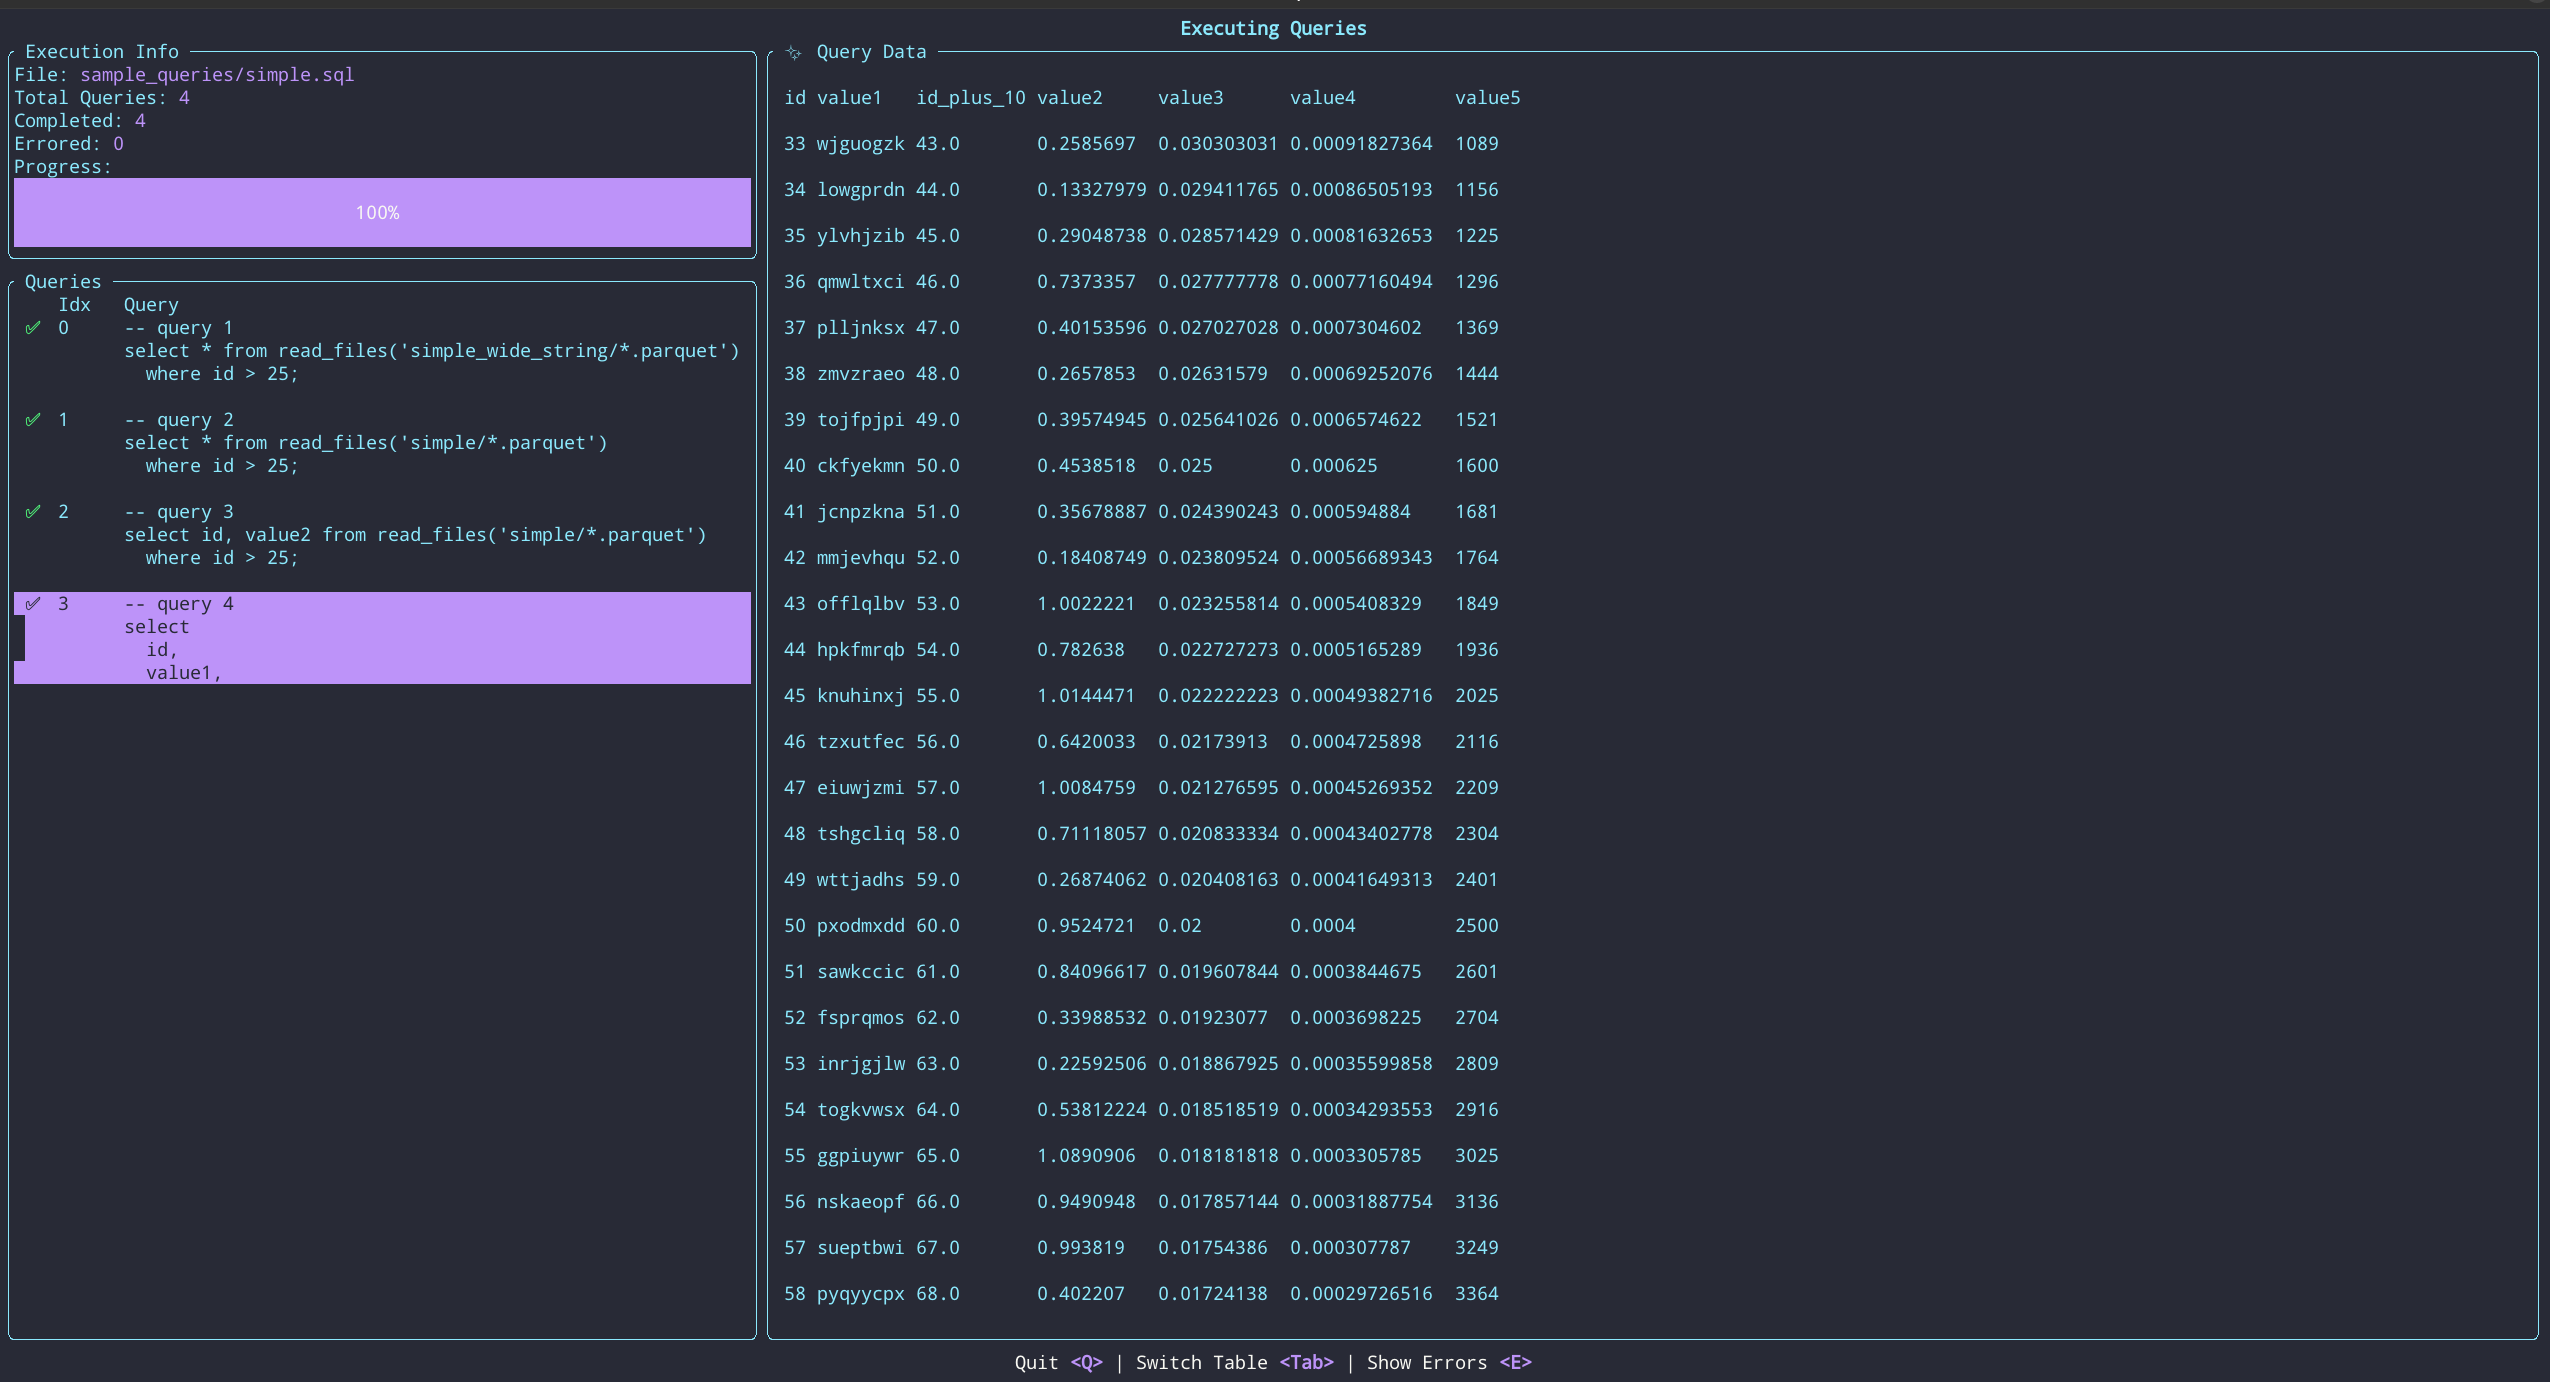 Executing Queries
Execution Info
File: sample_queries/simple.sql
Total Queries: 4
Completed: 4
Errored: 0
Progress:
100%
Queries
Idx Query
✓ 0 -- query 1
select * from read_files('simple_wide_string/*.parquet')
where id > 25;
✓ 1 -- query 2
select * from read_files('simple/*.parquet')
where id > 25;
✓ 2 -- query 3
select id, value2 from read_files('simple/*.parquet')
where id > 25;
✓ 3 -- query 4
select
id,
value1,
Query Data
id value1 id_plus_10 value2 value3 value4 value5
33 wjguogzk 43.0 0.2585697 0.030303031 0.00091827364 1089
34 lowgprdn 44.0 0.13327979 0.029411765 0.00086505193 1156
35 ylvhjzib 45.0 0.29048738 0.028571429 0.00081632653 1225
36 qmwltxci 46.0 0.7373357 0.027777778 0.00077160494 1296
37 plljnksx 47.0 0.40153596 0.027027028 0.0007304602 1369
38 zmvzraeo 48.0 0.2657853 0.02631579 0.00069252076 1444
39 tojfpjpi 49.0 0.39574945 0.025641026 0.0006574622 1521
40 ckfyekmn 50.0 0.4538518 0.025 0.000625 1600
41 jcnpzkna 51.0 0.35678887 0.024390243 0.000594884 1681
42 mmjevhqu 52.0 0.18408749 0.023809524 0.00056689343 1764
43 offlqlbv 53.0 1.0022221 0.023255814 0.0005408329 1849
44 hpkfmrqb 54.0 0.782638 0.022727273 0.0005165289 1936
45 knuhinxj 55.0 1.0144471 0.022222223 0.00049382716 2025
46 tzxutfec 56.0 0.6420033 0.02173913 0.0004725898 2116
47 eiuwjzmi 57.0 1.0084759 0.021276595 0.00045269352 2209
48 tshgcliq 58.0 0.71118057 0.020833334 0.00043402778 2304
49 wttjadhs 59.0 0.26874062 0.020408163 0.00041649313 2401
50 pxodmxdd 60.0 0.9524721 0.02 0.0004 2500
51 sawkccic 61.0 0.84096617 0.019607844 0.0003844675 2601
52 fsprqmos 62.0 0.33988532 0.01923077 0.0003698225 2704
53 inrjgjlw 63.0 0.22592506 0.018867925 0.00035599858 2809
54 togkvwsx 64.0 0.53812224 0.018518519 0.00034293553 2916
55 ggpiuywr 65.0 1.0890906 0.018181818 0.0003305785 3025
56 nskaeopf 66.0 0.9490948 0.017857144 0.00031887754 3136
57 sueptbwi 67.0 0.993819 0.01754386 0.000307787 3249
58 pyqyycpx 68.0 0.402207 0.01724138 0.00029726516 3364
Quit <Q> | Switch Table <Tab> | Show Errors <E>